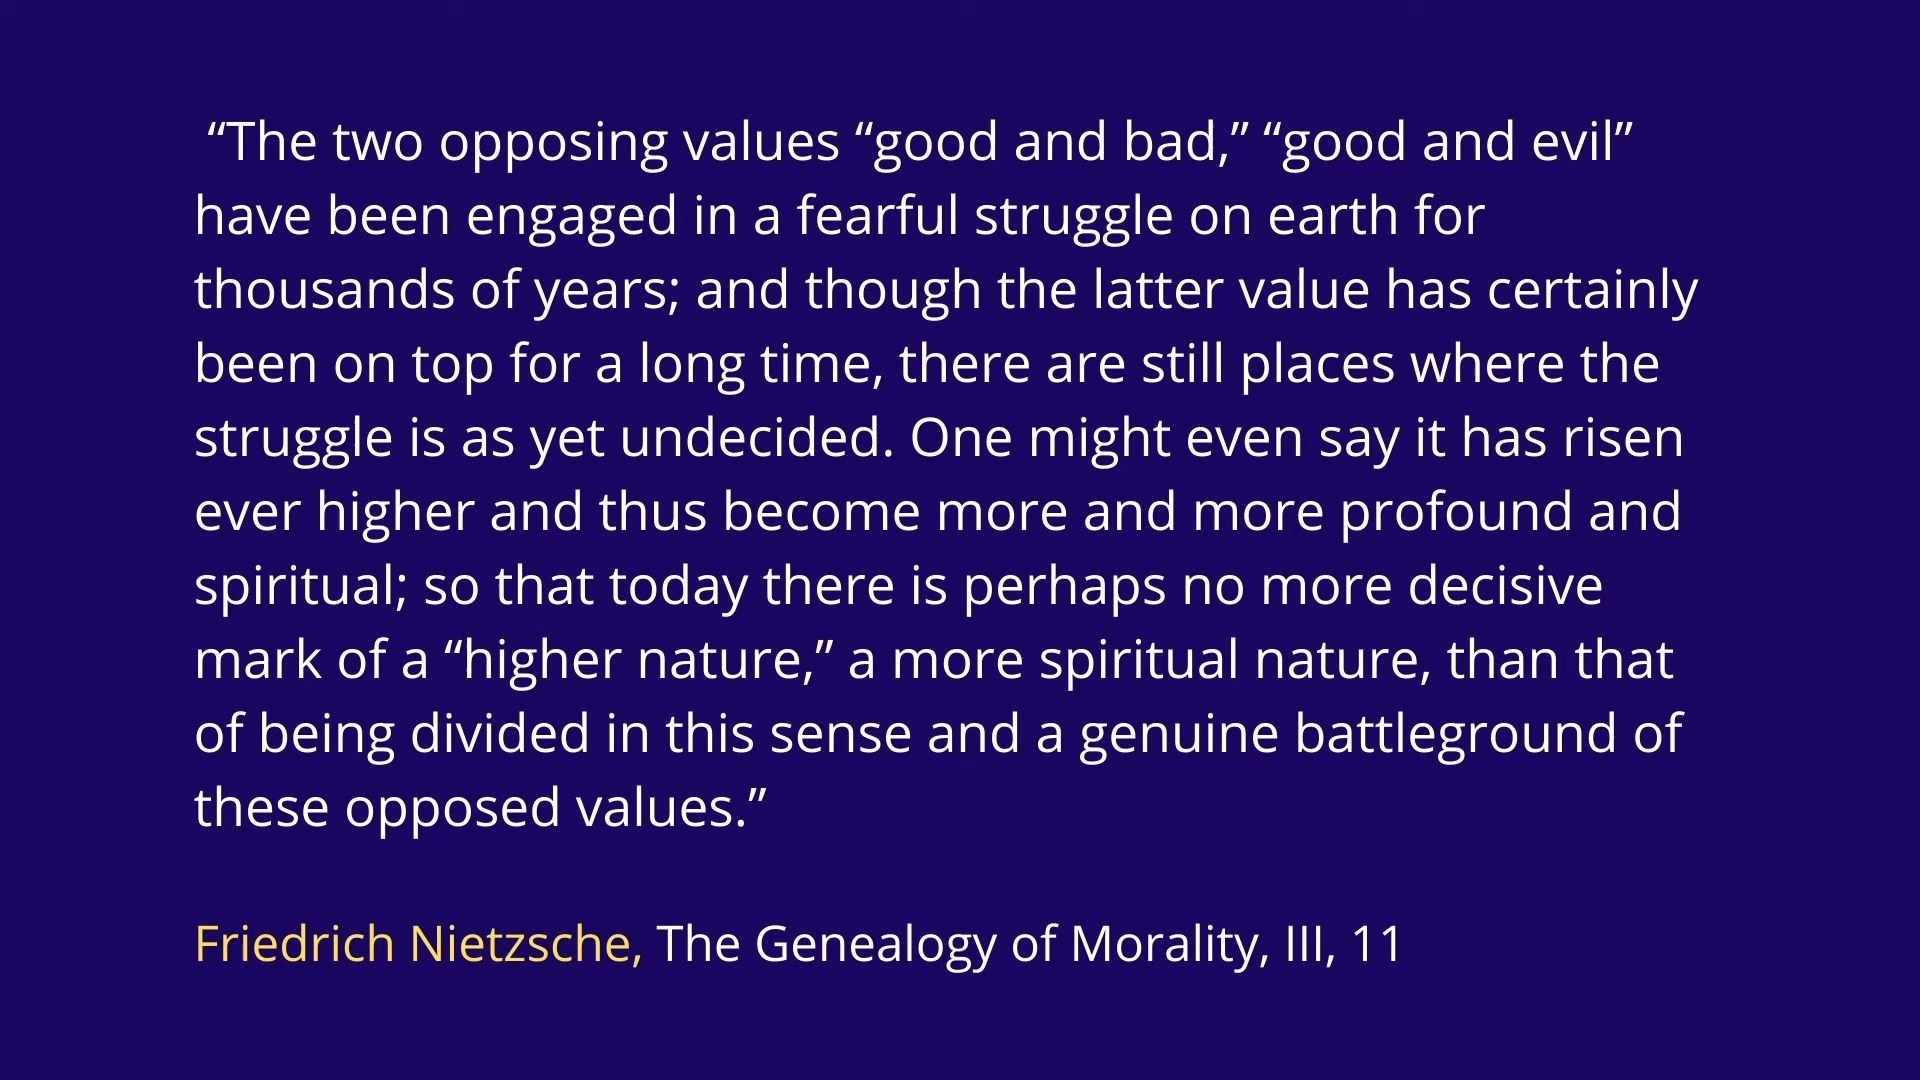 “The two opposing values “good and bad,” “good and evil”
have been engaged in a fearful struggle on earth for
thousands of years; and though the latter value has certainly
been on top for a long time, there are still places where the
struggle is as yet undecided. One might even say it has risen
ever higher and thus become more and more profound and
spiritual; so that today there is perhaps no more decisive
mark of a “higher nature,” a more spiritual nature, than that
of being divided in this sense and a genuine battleground of
these opposed values.”
Friedrich Nietzsche, The Genealogy of Morality, III, 11